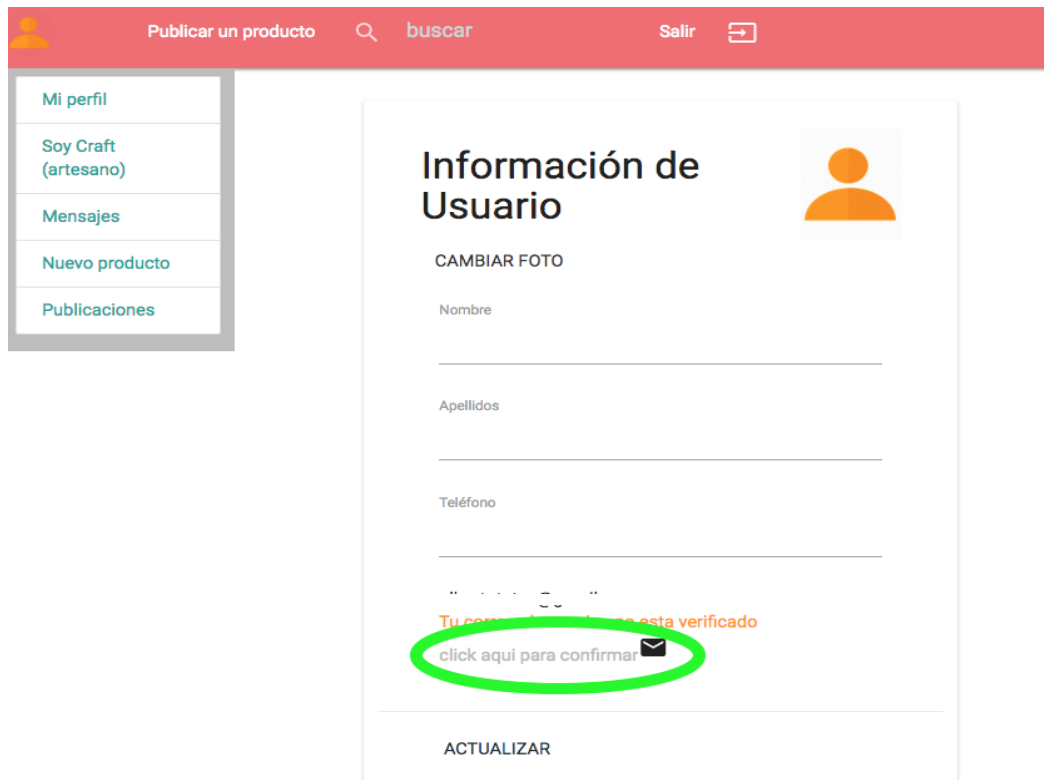 Publicar un producto buscar Salir
Mi perfil
Soy Craft
(artesano)
Mensajes
Nuevo producto
Publicaciones
Información de
Usuario
CAMBIAR FOTO
Nombre
Apellidos
Teléfono
Tu esta verificado
click aqui para confirmar
ACTUALIZAR